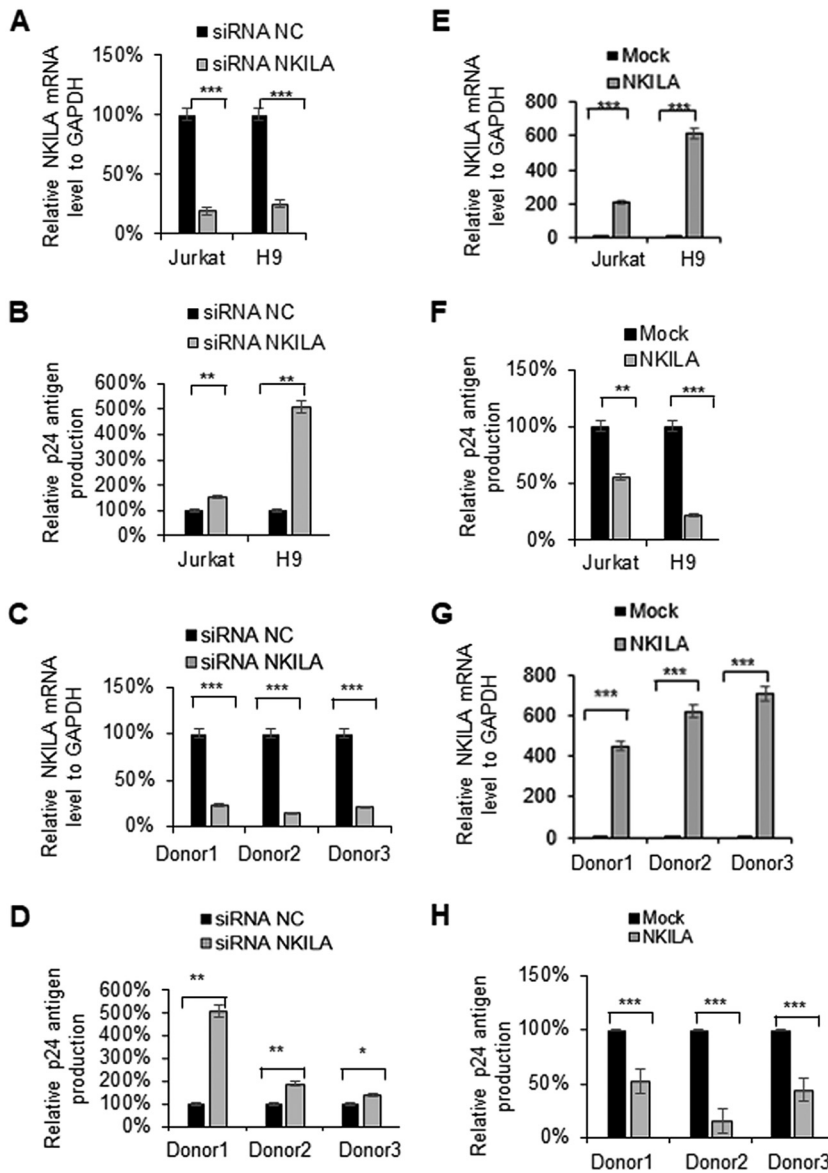 A
siRNA NC
siRNA NKILA
Relative NKILA mRNA
level to GAPDH
150%
100%
50%
0%
***
***
Jurkat
H9
B
siRNA NC
siRNA NKILA
Relative p24 antigen
production
600%
500%
400%
300%
200%
100%
0%
**
**
Jurkat
H9
C
siRNA NC
siRNA NKILA
Relative NKILA mRNA
level to GAPDH
150%
100%
50%
0%
***
***
***
Donor1
Donor2
Donor3
D
siRNA NC
siRNA NKILA
Relative p24 antigen
production
600%
500%
400%
300%
200%
100%
0%
**
**
*
Donor1
Donor2
Donor3
E
Mock
NKILA
Relative NKILA mRNA
level to GAPDH
800
600
400
200
0
***
***
Jurkat
H9
F
Mock
NKILA
Relative p24 antigen
production
150%
100%
50%
0%
**
***
Jurkat
H9
G
Mock
NKILA
Relative NKILA mRNA
level to GAPDH
800
600
400
200
0
***
***
***
Donor1
Donor2
Donor3
H
Mock
NKILA
Relative p24 antigen
production
150%
100%
50%
0%
***
***
***
Donor1
Donor2
Donor3